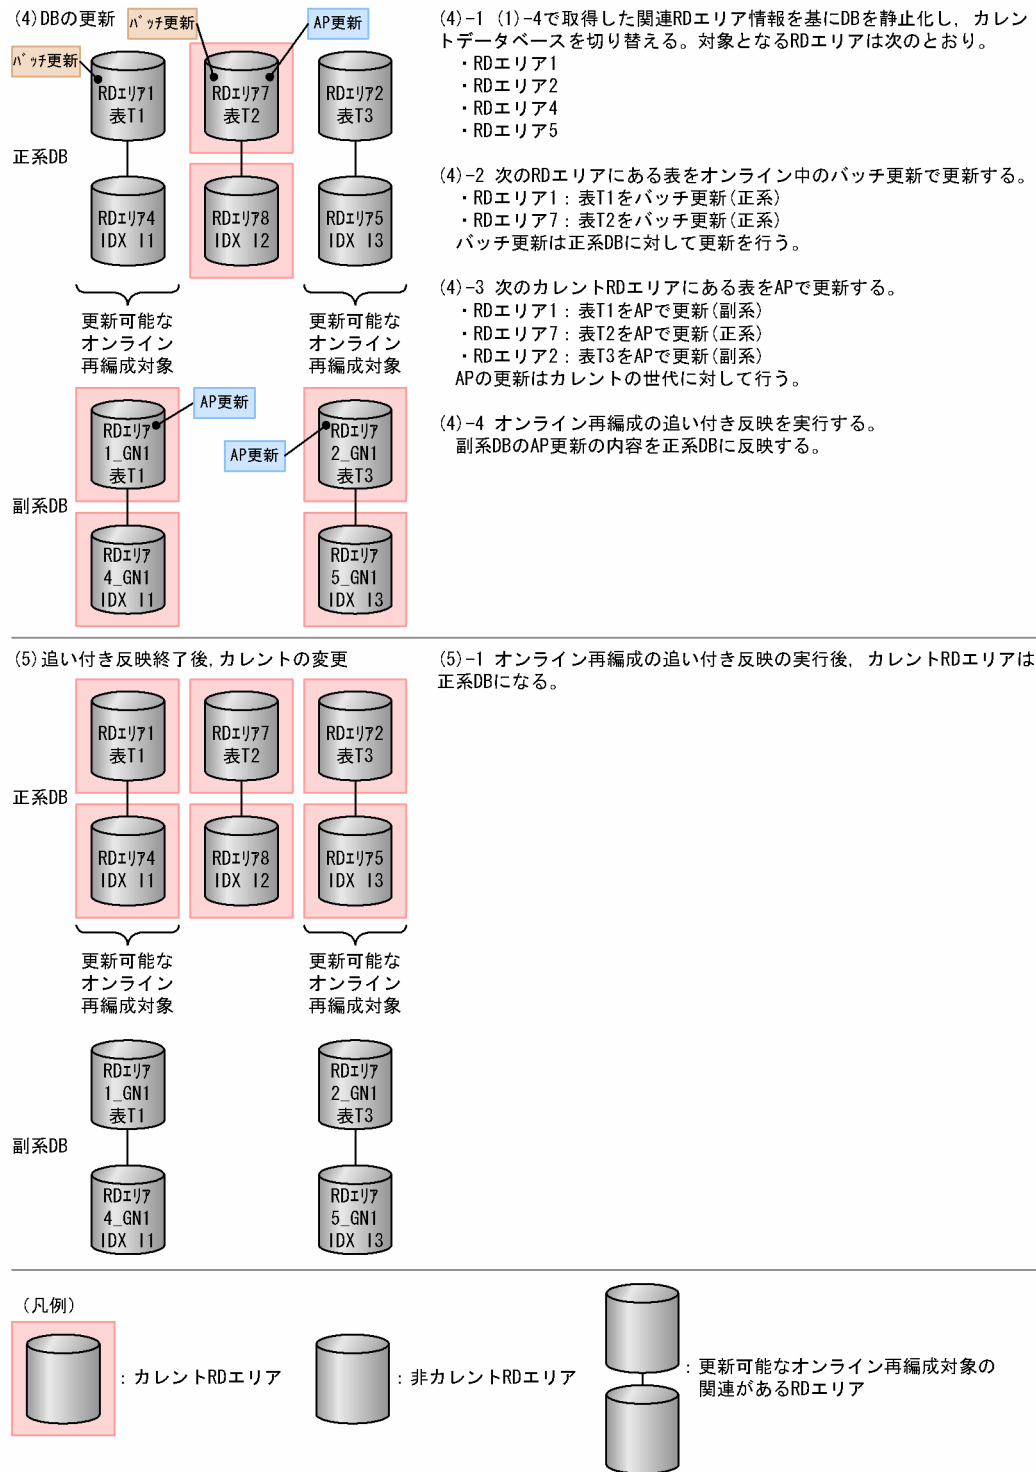 (4)DBの更新
バッチ更新
AP更新
バッチ更新
RDエリア1
表T1
RDエリア7
表T2
RDエリア2
表T3
正系DB
RDエリア4
IDX I1
RDエリア8
IDX I2
RDエリア5
IDX I3
更新可能な
オンライン
再編成対象
更新可能な
オンライン
再編成対象
AP更新
RDエリア
1_GN1
表T1
AP更新
RDエリア
2_GN1
表T3
副系DB
RDエリア
4_GN1
IDX I1
RDエリア
5_GN1
IDX I3
(4)-1 (1)-4で取得した関連RDエリア情報を基にDBを静止化し，カレン
トデータベースを切り替える。対象となるRDエリアは次のとおり。
・RDエリア1
・RDエリア2
・RDエリア4
・RDエリア5
(4)-2 次のRDエリアにある表をオンライン中のバッチ更新で更新する。
・RDエリア1：表T1をバッチ更新(正系)
・RDエリア7：表T2をバッチ更新(正系)
バッチ更新は正系DBに対して更新を行う。
(4)-3 次のカレントRDエリアにある表をAPで更新する。
・RDエリア1：表T1をAPで更新(副系)
・RDエリア7：表T2をAPで更新(正系)
・RDエリア2：表T3をAPで更新(副系)
APの更新はカレントの世代に対して行う。
(4)-4 オンライン再編成の追い付き反映を実行する。
副系DBのAP更新の内容を正系DBに反映する。
(5)追い付き反映終了後,カレントの変更
RDエリア1
表T1
RDエリア7
表T2
RDエリア2
表T3
正系DB
RDエリア4
IDX I1
RDエリア8
IDX I2
RDエリア5
IDX I3
更新可能な
オンライン
再編成対象
更新可能な
オンライン
再編成対象
RDエリア
1_GN1
表T1
RDエリア
2_GN1
表T3
副系DB
RDエリア
4_GN1
IDX I1
RDエリア
5_GN1
IDX I3
(5)-1 オンライン再編成の追い付き反映の実行後，カレントRDエリアは
正系DBになる。
(凡例)
：カレントRDエリア
：非カレントRDエリア
：更新可能なオンライン再編成対象の
関連があるRDエリア